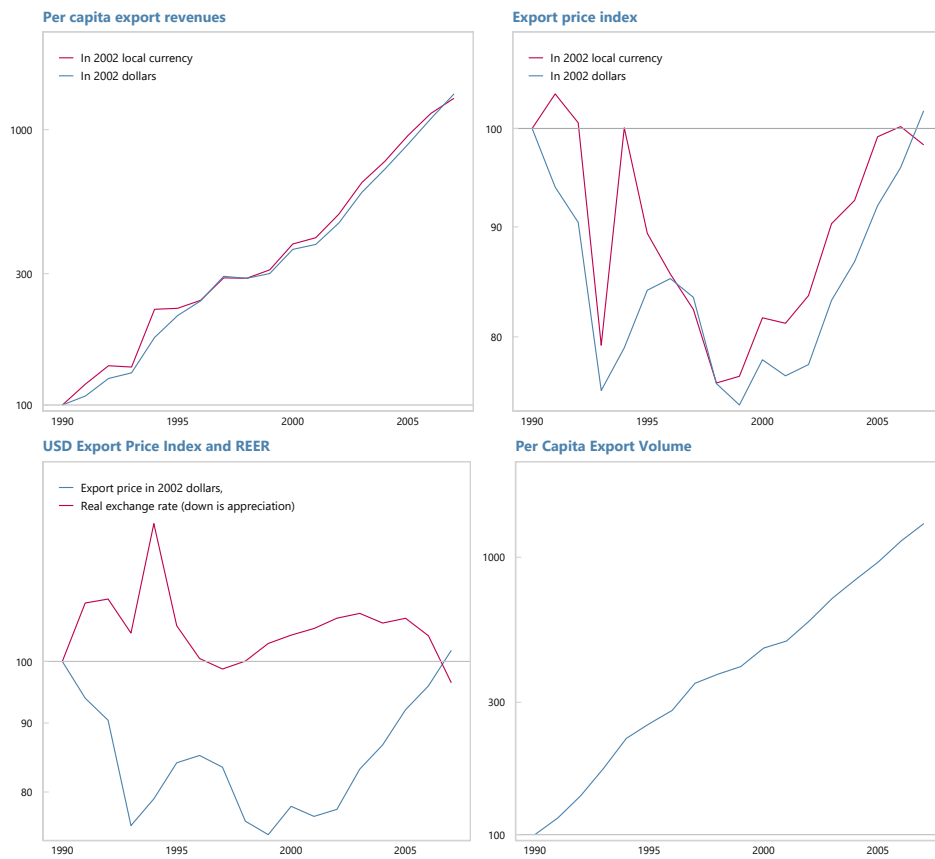 Per capita export revenues
In 2002 local currency
In 2002 dollars
1000
300
100
1990
1995
2000
2005
Export price index
In 2002 local currency
In 2002 dollars
100
90
80
1990
1995
2000
2005
USD Export Price Index and REER
Export price in 2002 dollars,
Real exchange rate (down is appreciation)
100
90
80
1990
1995
2000
2005
Per Capita Export Volume
1000
300
100
1990
1995
2000
2005